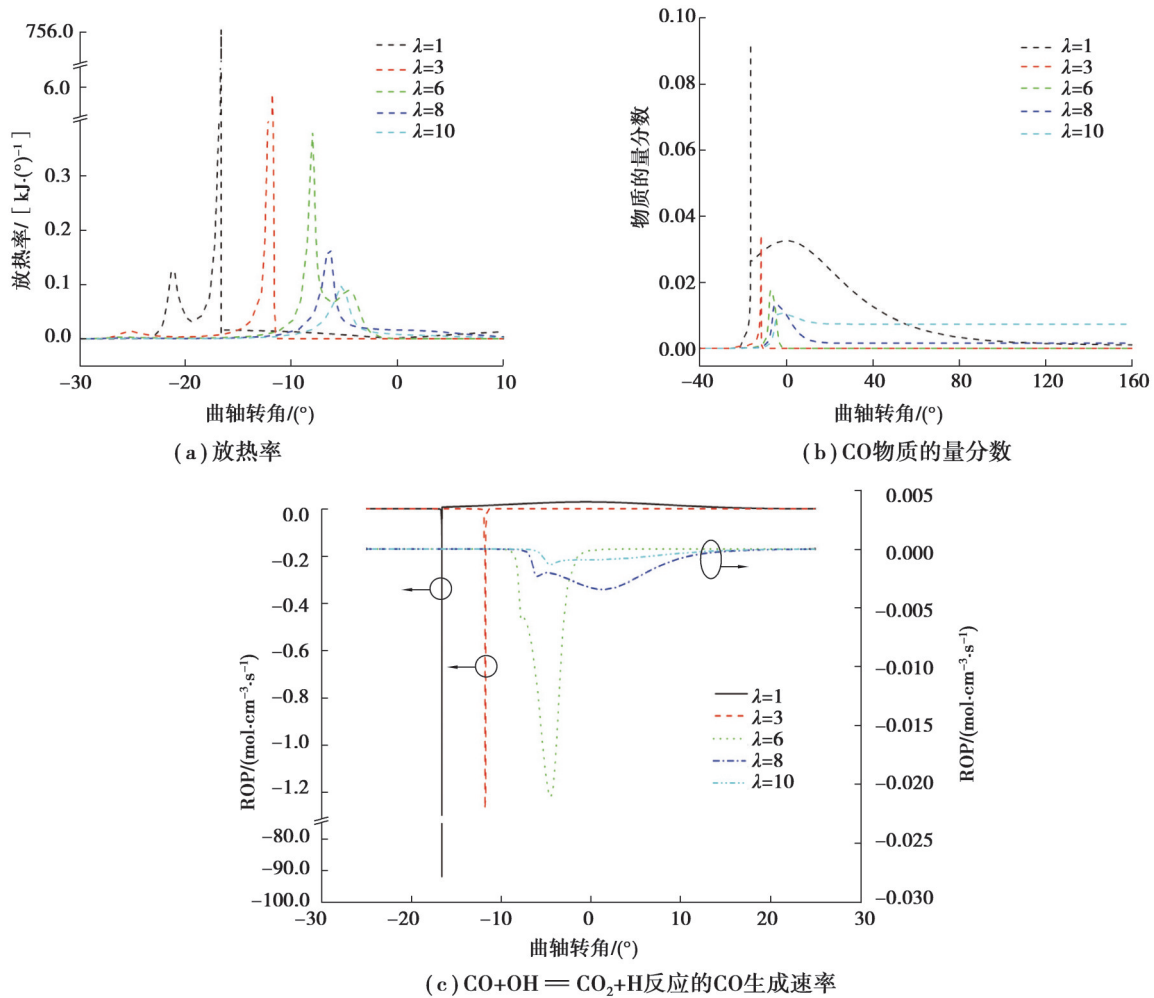 756.0
6.0
0.3
0.2
0.1
0.0
放热率/[kJ·(°)⁻¹]
λ=1
λ=3
λ=6
λ=8
λ=10
−30
−20
−10
0
10
曲轴转角/(°)
(a)放热率
0.10
0.08
0.06
0.04
0.02
0.00
物质的量分数
λ=1
λ=3
λ=6
λ=8
λ=10
−40
0
40
80
120
160
曲轴转角/(°)
(b)CO物质的量分数
0.0
−0.2
−0.4
−0.6
−0.8
−1.0
−1.2
−80.0
−90.0
−100.0
ROP/(mol·cm⁻³·s⁻¹)
0.005
0.000
−0.005
−0.010
−0.015
−0.020
−0.025
−0.030
ROP/(mol·cm⁻³·s⁻¹)
λ=1
λ=3
λ=6
λ=8
λ=10
−30
−20
−10
0
10
20
30
曲轴转角/(°)
(c)CO+OH＝CO₂+H反应的CO生成速率